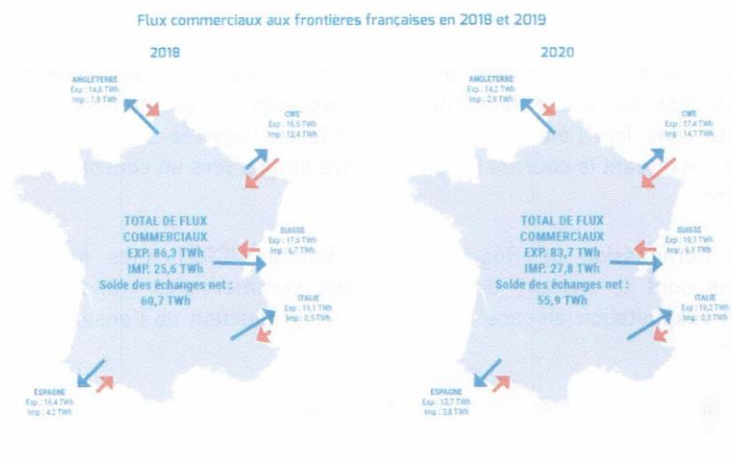 Flux commerciaux aux frontières françaises en 2018 et 2019
2018
ANGLETERRE
Exp : 14,8 TWh
Imp : 1,8 TWh
CWE
Exp : 18,5 TWh
Imp : 12,4 TWh
TOTAL DE FLUX
COMMERCIAUX
EXP. 86,3 TWh
IMP. 25,6 TWh
Solde des échanges net :
60,7 TWh
SUISSE
Exp : 17,6 TWh
Imp : 6,7 TWh
ITALIE
Exp : 19,1 TWh
Imp : 0,5 TWh
ESPAGNE
Exp : 16,4 TWh
Imp : 4,2 TWh
2020
ANGLETERRE
Exp : 14,2 TWh
Imp : 2,9 TWh
CWE
Exp : 17,4 TWh
Imp : 14,7 TWh
TOTAL DE FLUX
COMMERCIAUX
EXP. 83,7 TWh
IMP. 27,8 TWh
Solde des échanges net :
55,9 TWh
SUISSE
Exp : 19,1 TWh
Imp : 6,1 TWh
ITALIE
Exp : 19,2 TWh
Imp : 0,3 TWh
ESPAGNE
Exp : 13,7 TWh
Imp : 3,8 TWh